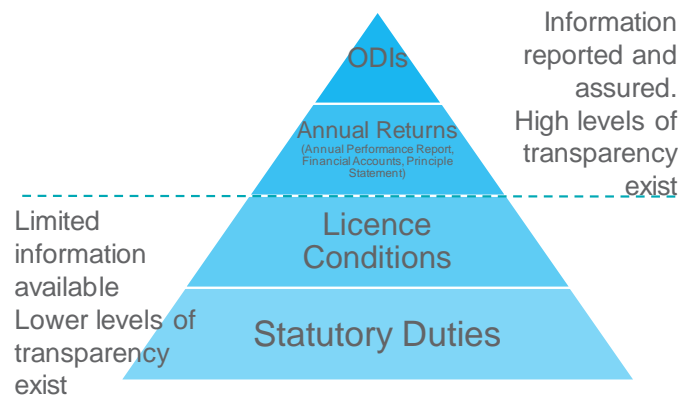 ODIs
Information
reported and
assured.
High levels of
transparency
exist
Annual Returns
(Annual Performance Report,
Financial Accounts, Principle
Statement)
Limited
information
available
Lower levels of
transparency
exist
Licence
Conditions
Statutory Duties